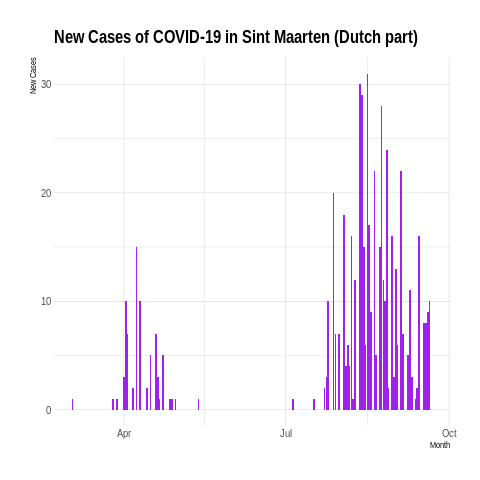 New Cases of COVID-19 in Sint Maarten (Dutch part)
New Cases
30
20
10
0
Apr
Jul
Oct
Month